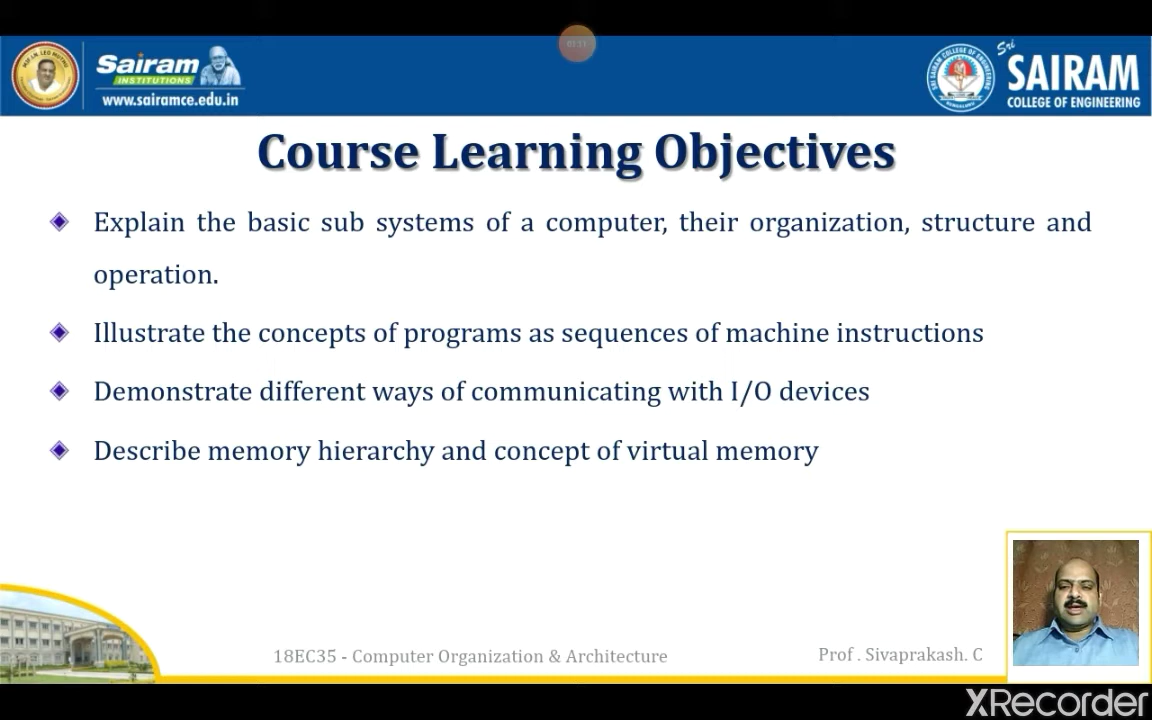 01:31
Sairam
INSTITUTIONS
www.sairamce.edu.in
Sri
SAIRAM
COLLEGE OF ENGINEERING
Course Learning Objectives
Explain the basic sub systems of a computer, their organization, structure and
operation.
Illustrate the concepts of programs as sequences of machine instructions
Demonstrate different ways of communicating with I/O devices
Describe memory hierarchy and concept of virtual memory
18EC35 - Computer Organization & Architecture
Prof . Sivaprakash. C
XRecorder